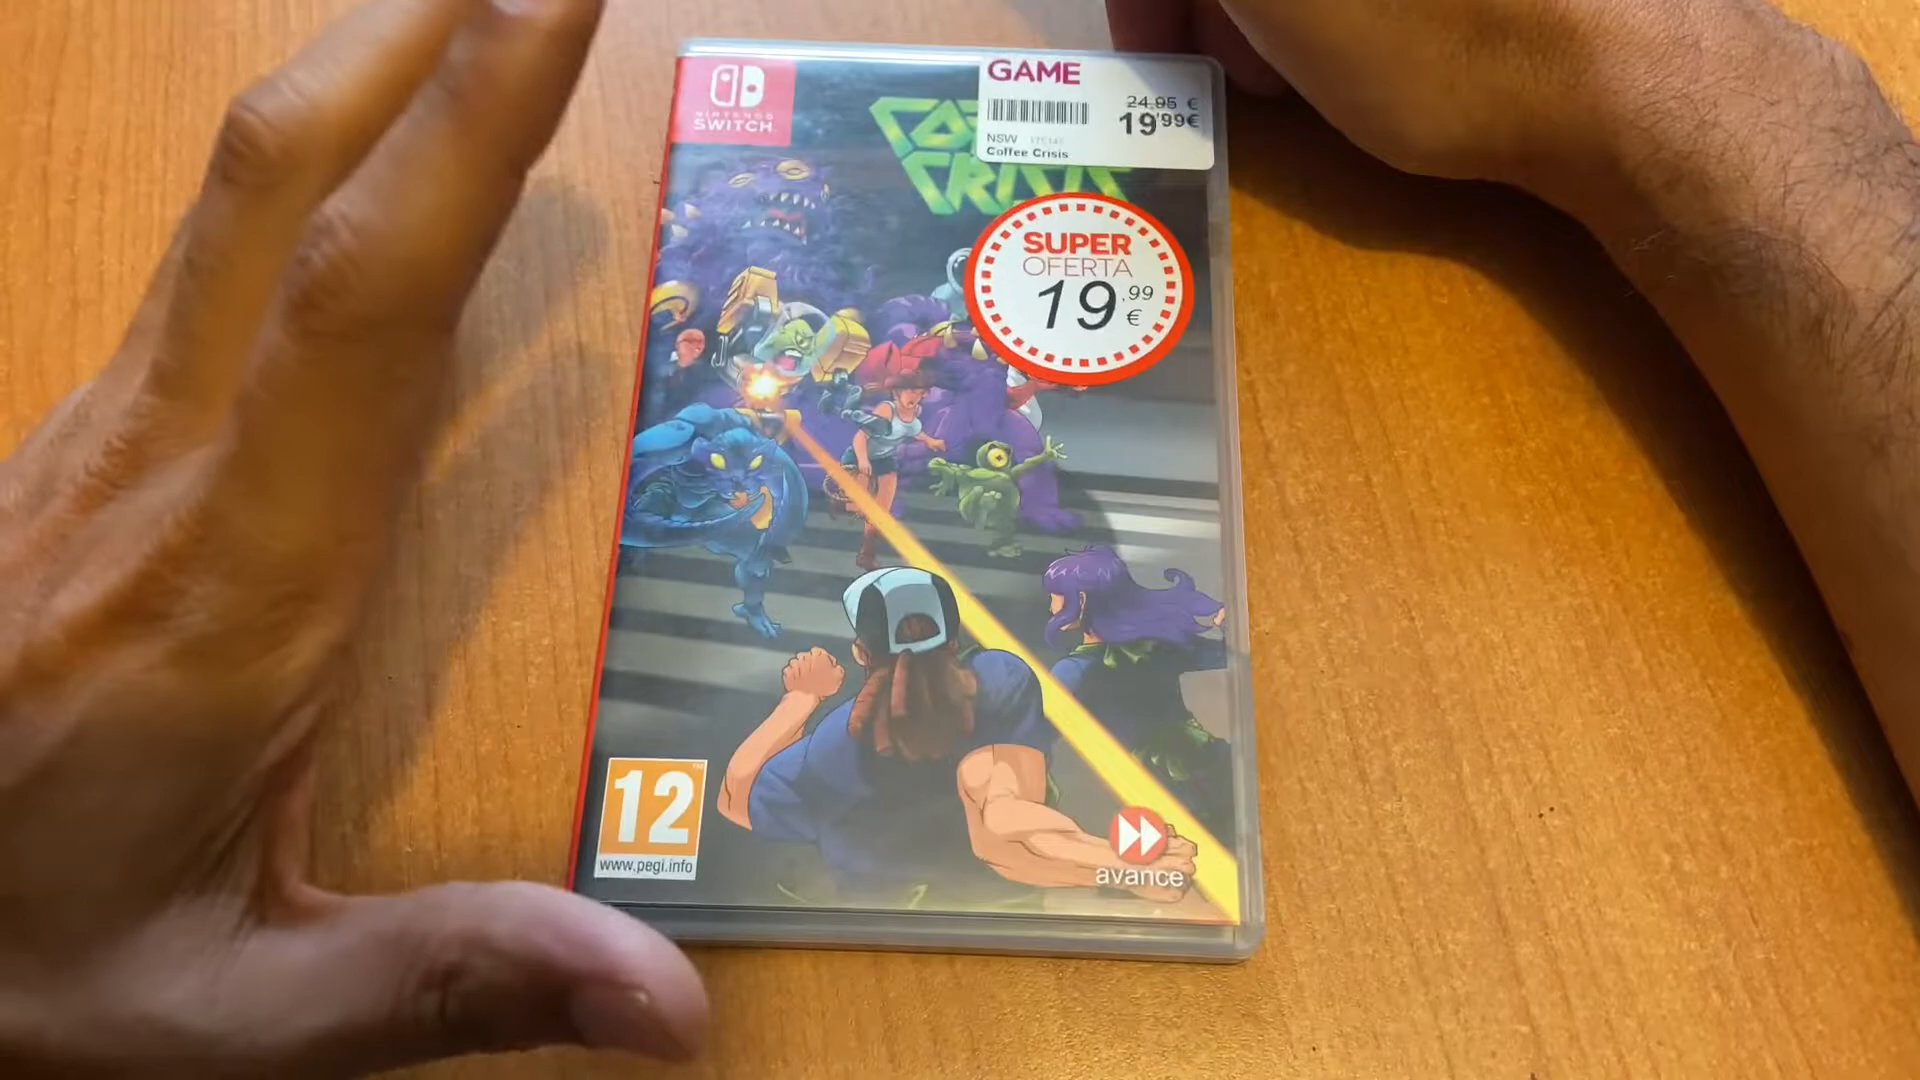 NINTENDO
SWITCH
GAME
24.95 €
19'99€
NSW
Coffee Crisis
CRISIS
SUPER
OFERTA
19.99
€
12
www.pegi.info
avance